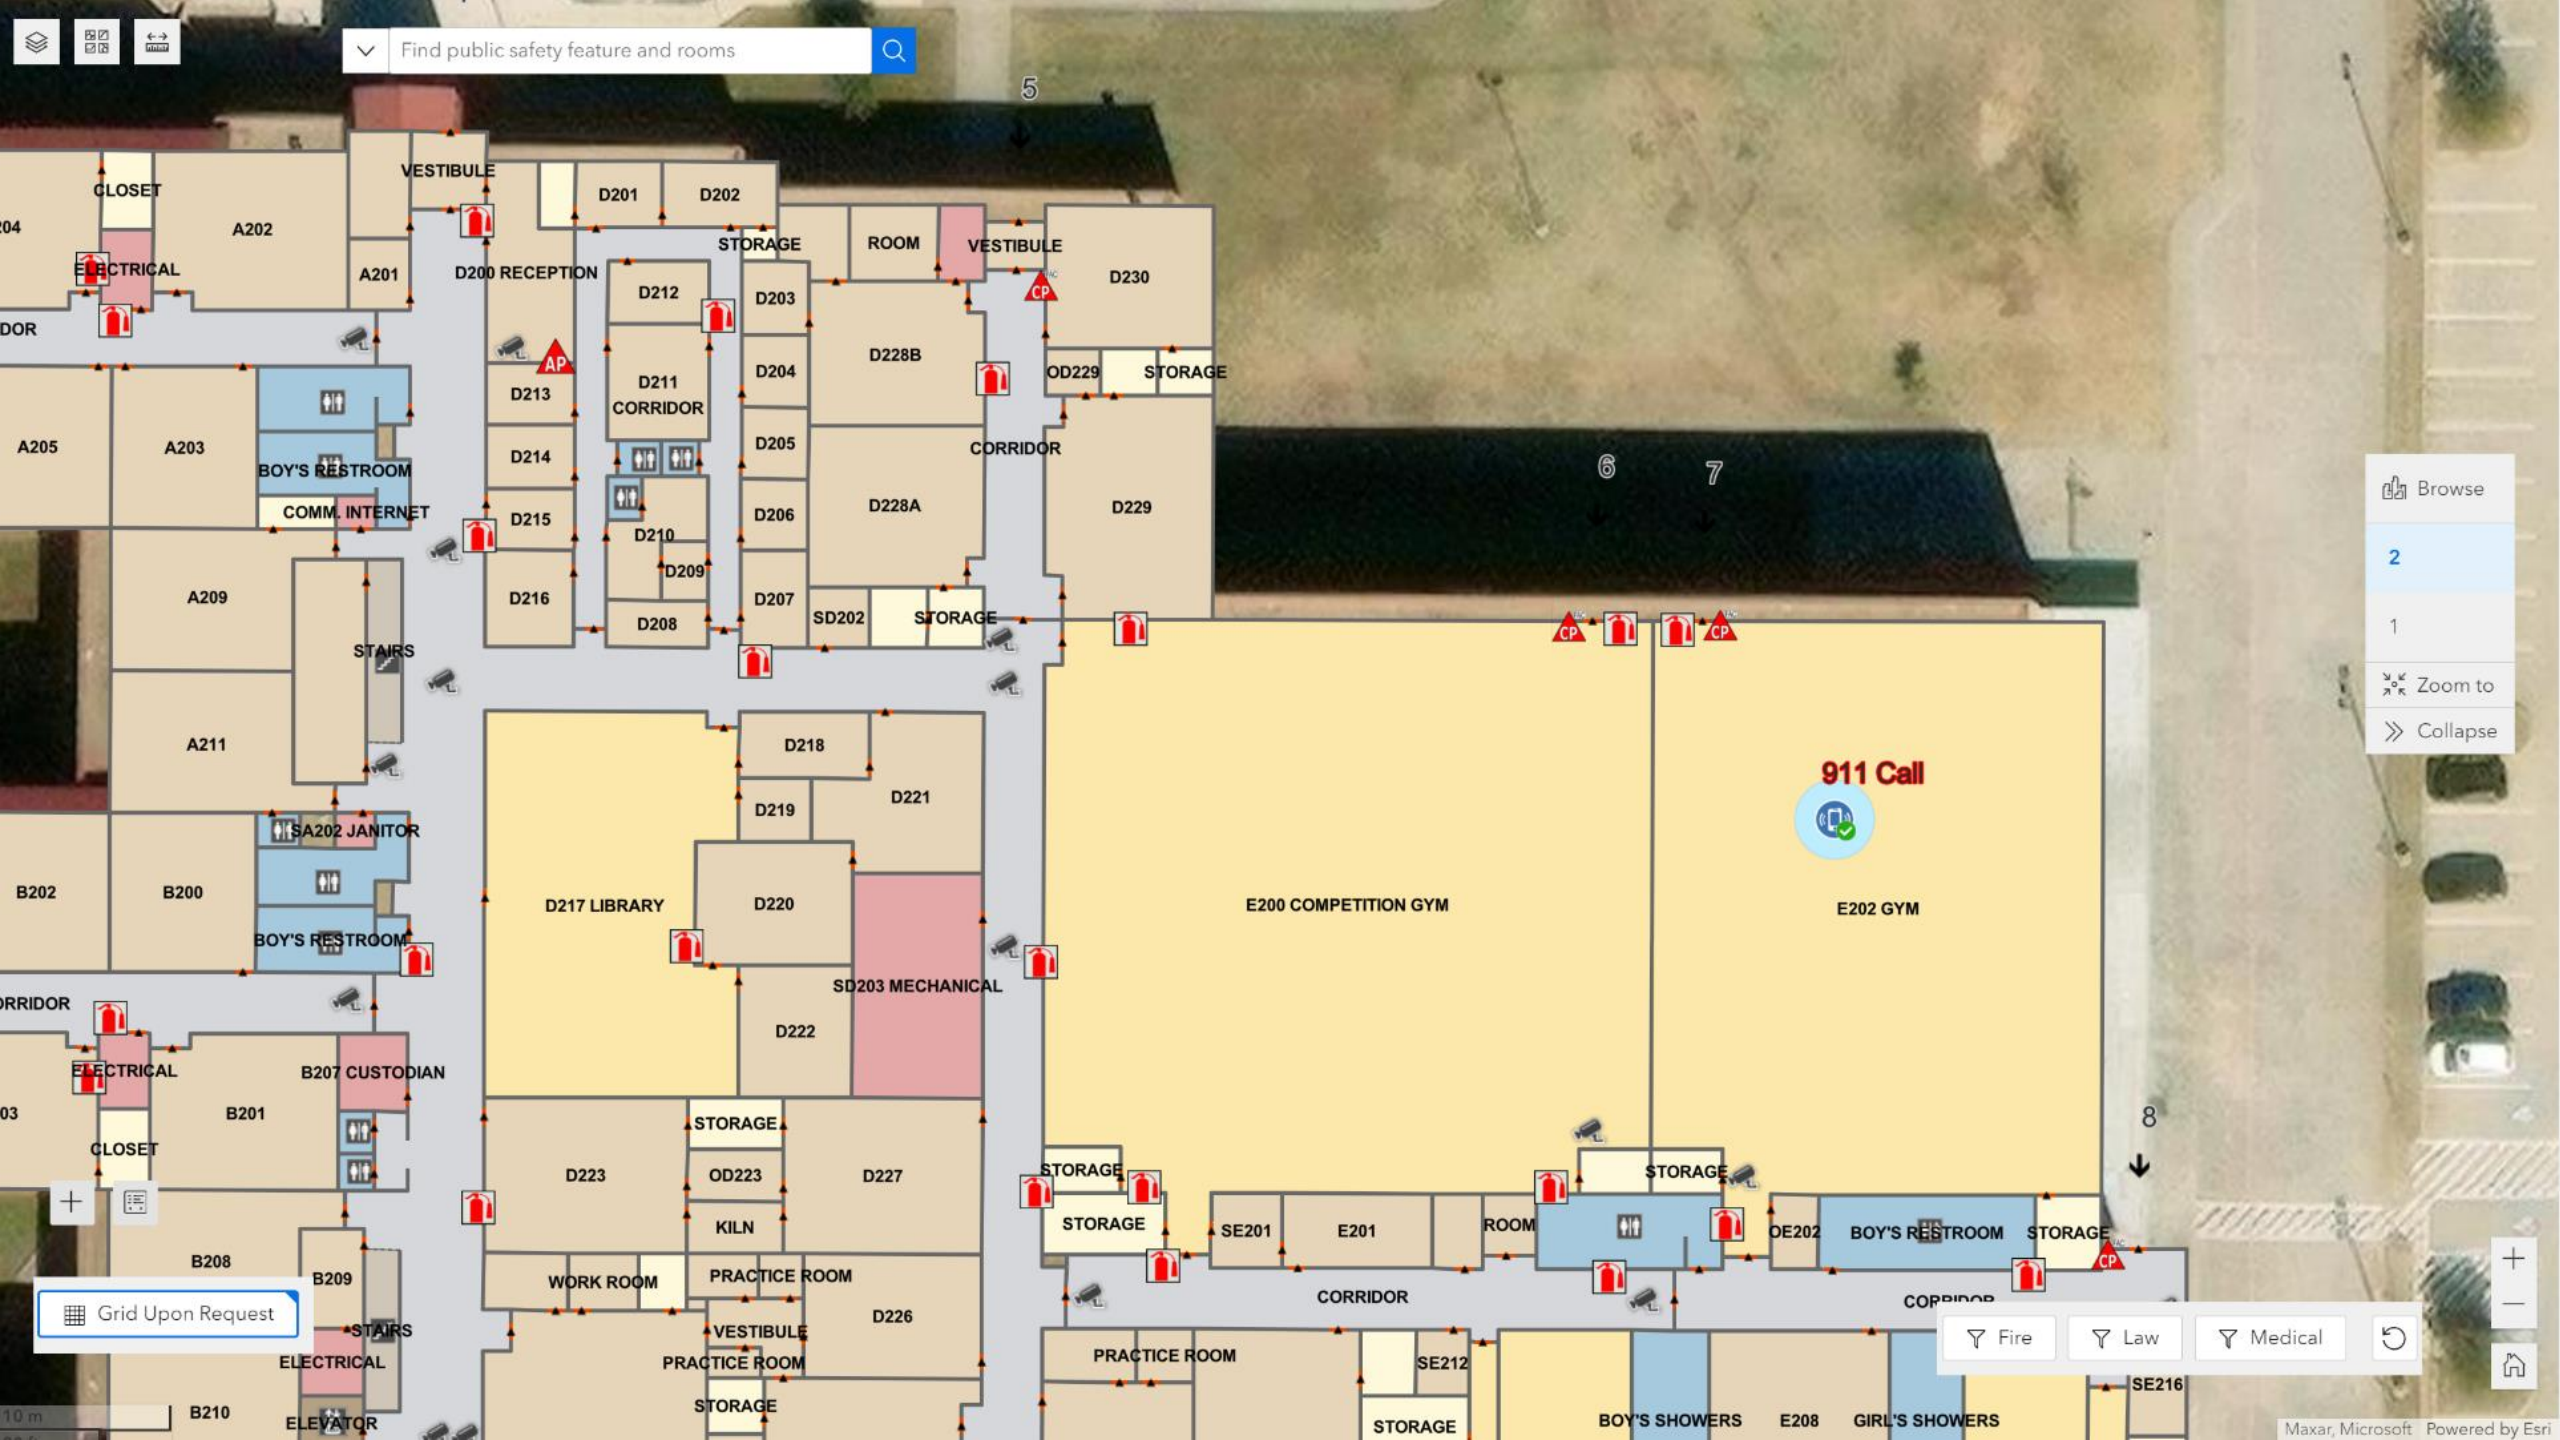 Find public safety feature and rooms
5
VESTIBULE
CLOSET
D201
D202
204
A202
STORAGE
ROOM
VESTIBULE
ELECTRICAL
A201
D200 RECEPTION
D212
D203
CP
D230
DOR
D228B
AP
D213
D211
CORRIDOR
D204
OD229
STORAGE
A205
A203
BOY'S RESTROOM
D214
D205
CORRIDOR
6
7
Browse
COMM. INTERNET
D215
D210
D206
D228A
D229
2
A209
D209
D216
D208
D207
SD202
STORAGE
CP
CP
1
STAIRS
Zoom to
Collapse
A211
D218
D219
D221
911 Call
SA202 JANITOR
B202
B200
D217 LIBRARY
D220
E200 COMPETITION GYM
E202 GYM
BOY'S RESTROOM
SD203 MECHANICAL
ORRIDOR
D222
ELECTRICAL
B207 CUSTODIAN
03
B201
STORAGE
8
CLOSET
D223
OD223
D227
STORAGE
STORAGE
KILN
STORAGE
SE201
E201
ROOM
OE202
BOY'S RESTROOM
STORAGE
CP
B208
B209
WORK ROOM
PRACTICE ROOM
CORRIDOR
CORRIDOR
Grid Upon Request
D226
STAIRS
VESTIBULE
Fire
Law
Medical
ELECTRICAL
PRACTICE ROOM
PRACTICE ROOM
SE212
SE216
10 m
B210
ELEVATOR
STORAGE
STORAGE
BOY'S SHOWERS
E208
GIRL'S SHOWERS
Maxar, Microsoft
Powered by Esri